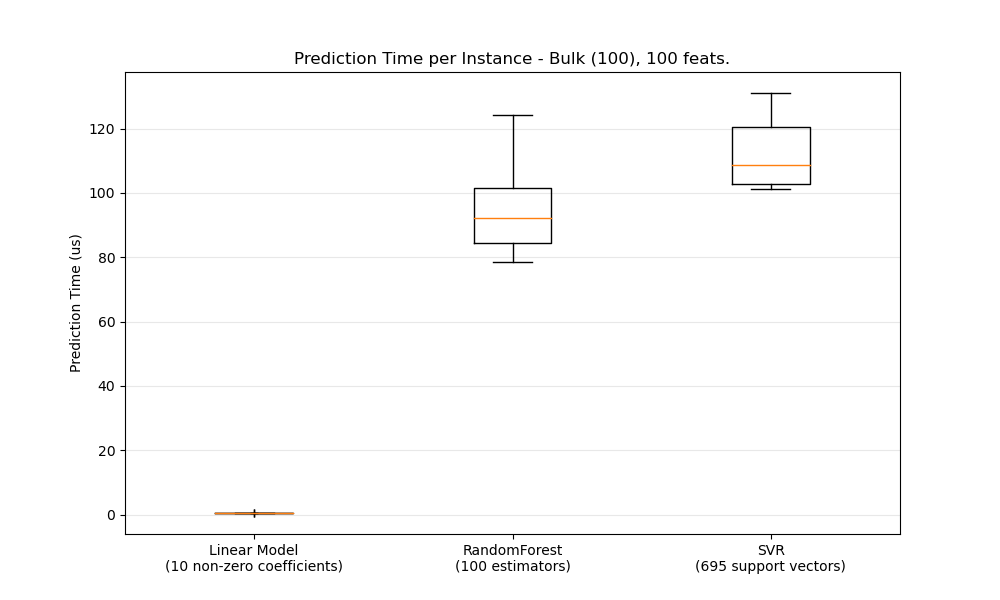 Prediction Time per Instance - Bulk (100), 100 feats.
Prediction Time (us)
120
100
80
60
40
20
0
Linear Model
(10 non-zero coefficients)
RandomForest
(100 estimators)
SVR
(695 support vectors)